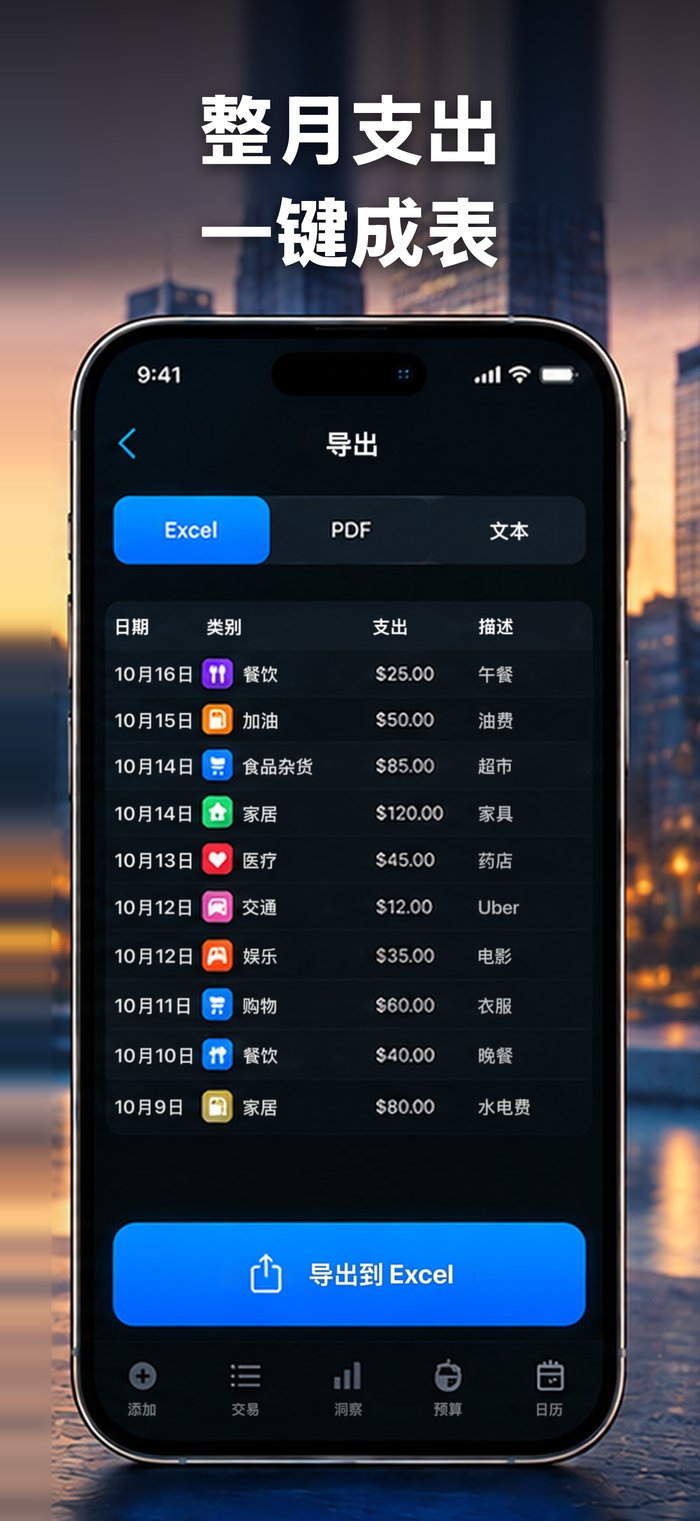 整月支出
一键成表
9:41
导出
Excel PDF 文本
日期 类别 支出 描述
10月16日 餐饮 $25.00 午餐
10月15日 加油 $50.00 油费
10月14日 食品杂货 $85.00 超市
10月14日 家居 $120.00 家具
10月13日 医疗 $45.00 药店
10月12日 交通 $12.00 Uber
10月12日 娱乐 $35.00 电影
10月11日 购物 $60.00 衣服
10月10日 餐饮 $40.00 晚餐
10月9日 家居 $80.00 水电费
导出到 Excel
添加 交易 洞察 预算 日历